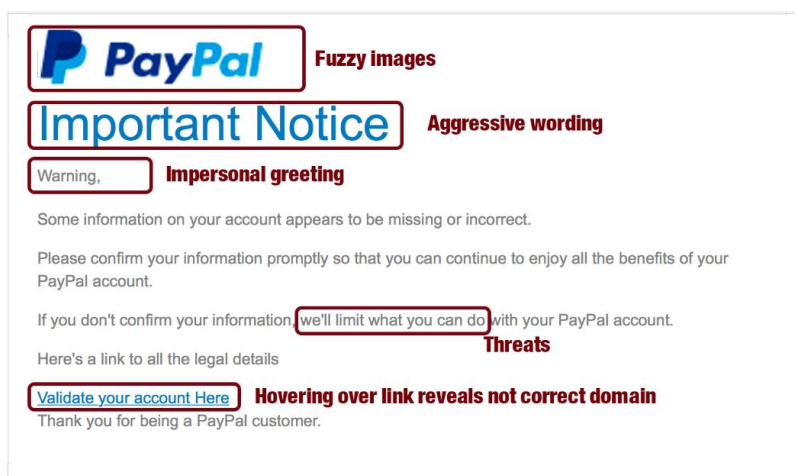 PayPal Fuzzy images
Important Notice Aggressive wording
Warning, Impersonal greeting
Some information on your account appears to be missing or incorrect.
Please confirm your information promptly so that you can continue to enjoy all the benefits of your
PayPal account.
If you don't confirm your information, we'll limit what you can do with your PayPal account.
Threats
Here's a link to all the legal details
Validate your account Here Hovering over link reveals not correct domain
Thank you for being a PayPal customer.